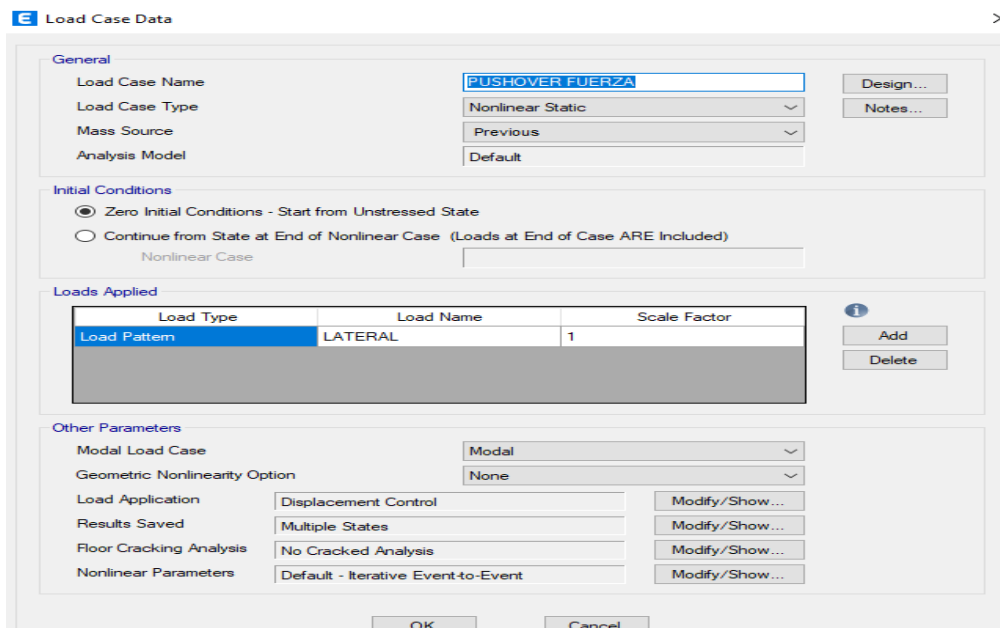 E Load Case Data
General
Load Case Name PUSHOVER FUERZA Design...
Load Case Type Nonlinear Static Notes...
Mass Source Previous
Analysis Model Default
Initial Conditions
Zero Initial Conditions - Start from Unstressed State
Continue from State at End of Nonlinear Case (Loads at End of Case ARE Included)
Nonlinear Case
Loads Applied
Load Type Load Name Scale Factor
Load Pattern LATERAL 1
Add
Delete
Other Parameters
Modal Load Case Modal
Geometric Nonlinearity Option None
Load Application Displacement Control Modify/Show...
Results Saved Multiple States Modify/Show...
Floor Cracking Analysis No Cracked Analysis Modify/Show...
Nonlinear Parameters Default - Iterative Event-to-Event Modify/Show...
OK Cancel